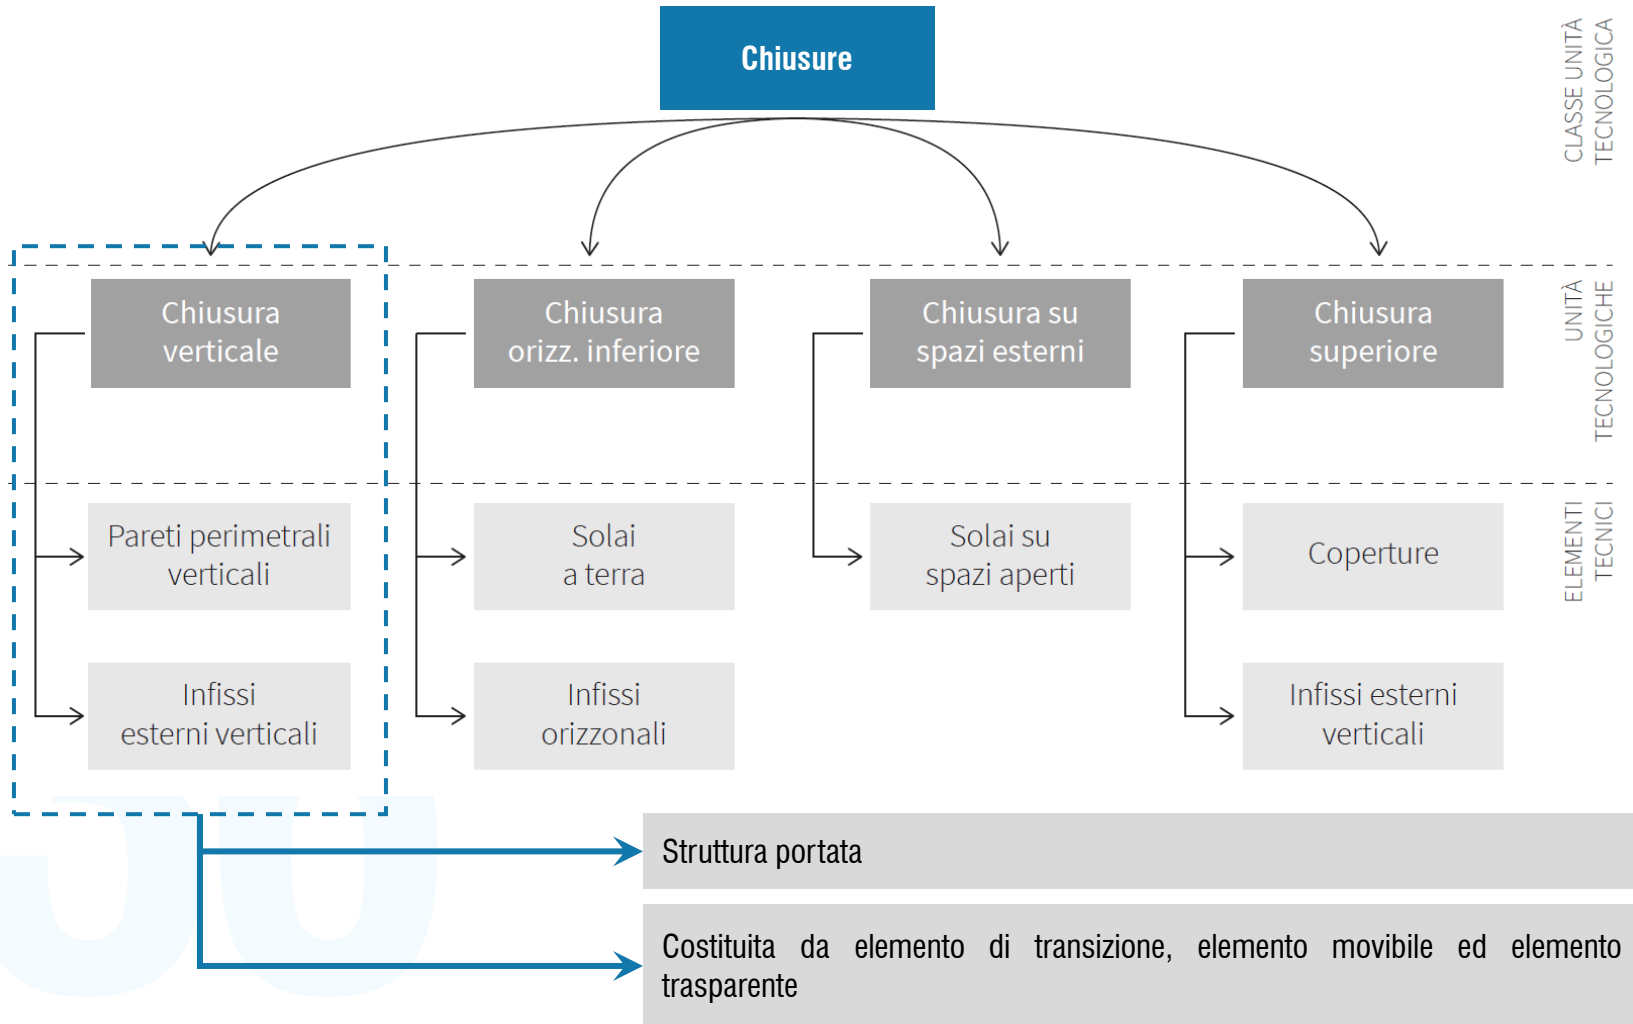 Chiusure
CLASSE UNITÀ
TECNOLOGICA
Chiusura
verticale
Chiusura
orizz. inferiore
Chiusura su
spazi esterni
Chiusura
superiore
UNITÀ
TECNOLOGICHE
Pareti perimetrali
verticali
Solai
a terra
Solai su
spazi aperti
Coperture
ELEMENTI
TECNICI
Infissi
esterni verticali
Infissi
orizzonali
Infissi esterni
verticali
Struttura portata
Costituita da elemento di transizione, elemento movibile ed elemento
trasparente